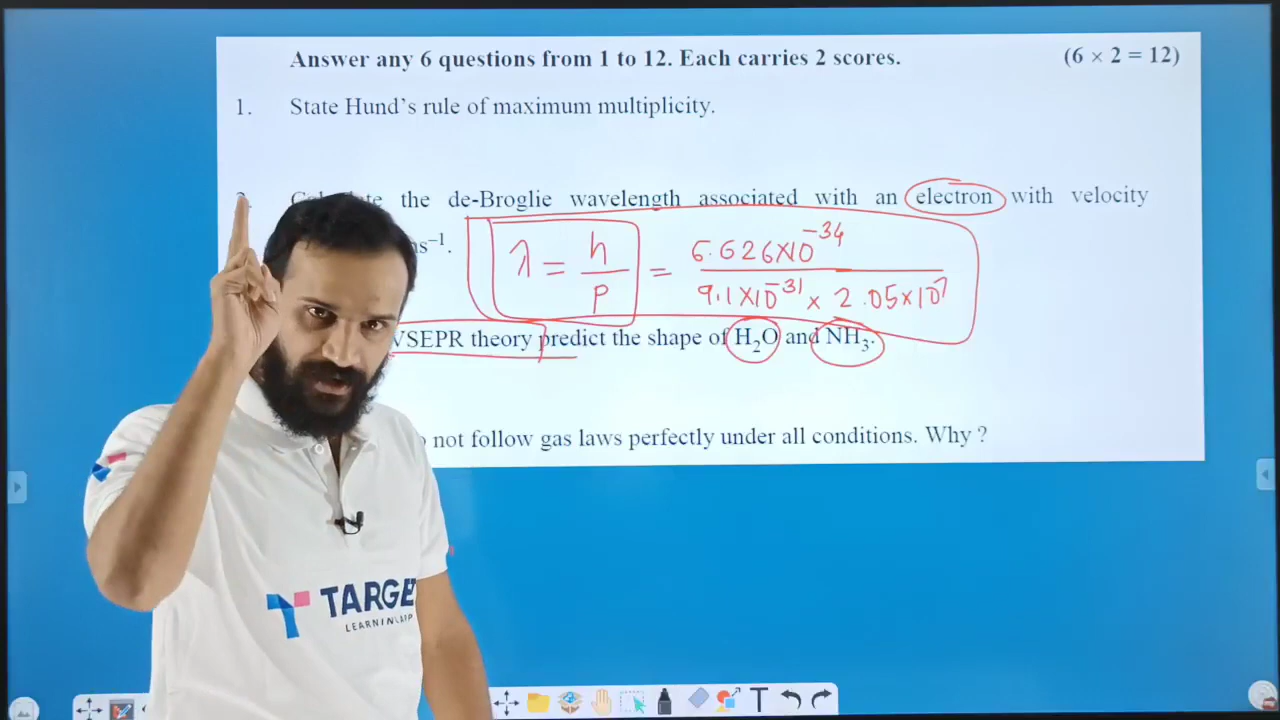 Answer any 6 questions from 1 to 12. Each carries 2 scores. (6 × 2 = 12)
1. State Hund’s rule of maximum multiplicity.
the de-Broglie wavelength associated with an electron with velocity
λ = h/P = 6.626×10⁻³⁴ / 9.1×10⁻³¹ × 2.05×10⁷
VSEPR theory predict the shape of H₂O and NH₃.
not follow gas laws perfectly under all conditions. Why ?
TARGET
LEARNING APP
T